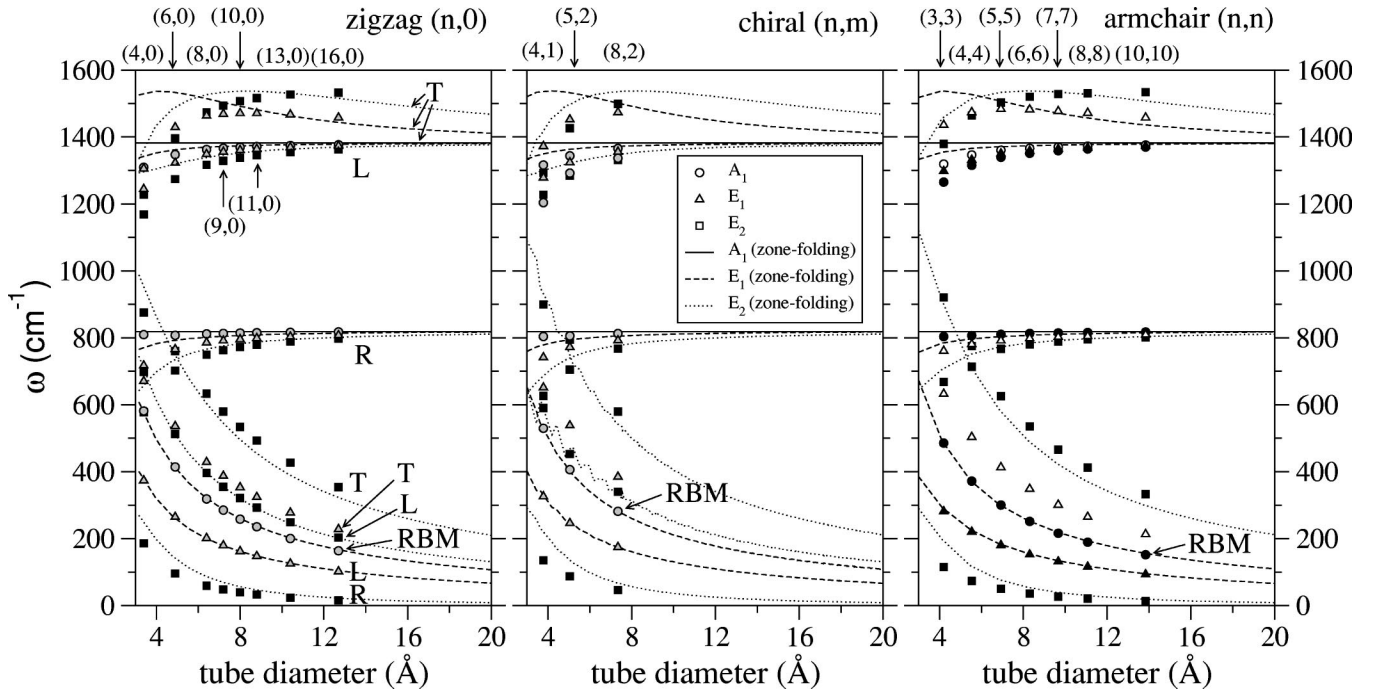 (6,0) (10,0) zigzag (n,0)
(5,2) chiral (n,m)
(3,3) (5,5) (7,7) armchair (n,n)
(4,0) (8,0) (13,0) (16,0)
(4,1) (8,2)
(4,4) (6,6) (8,8) (10,10)
1600
1400
1200
1000
800
600
400
200
0
ω (cm⁻¹)
T
L
(9,0)
(11,0)
R
T
T
L
RBM
L
R
A₁
E₁
E₂
A₁ (zone-folding)
E₁ (zone-folding)
E₂ (zone-folding)
RBM
RBM
1600
1400
1200
1000
800
600
400
200
0
4 8 12 16 20
4 8 12 16 20
4 8 12 16 20
tube diameter (Å)
tube diameter (Å)
tube diameter (Å)